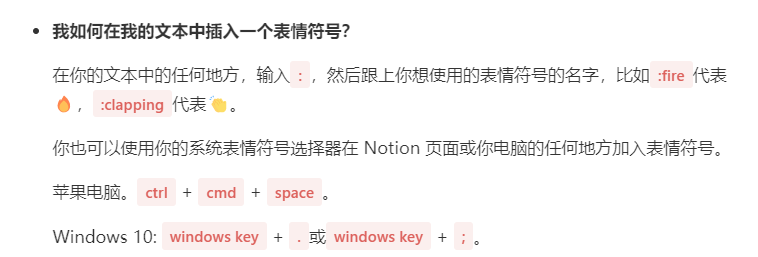 • 我如何在我的文本中插入一个表情符号？
在你的文本中的任何地方，输入 : ，然后跟上你想使用的表情符号的名字，比如 :fire 代表
🔥 ， :clapping 代表👏。
你也可以使用你的系统表情符号选择器在 Notion 页面或你电脑的任何地方加入表情符号。
苹果电脑。 ctrl + cmd + space 。
Windows 10: windows key + . 或 windows key + ; 。